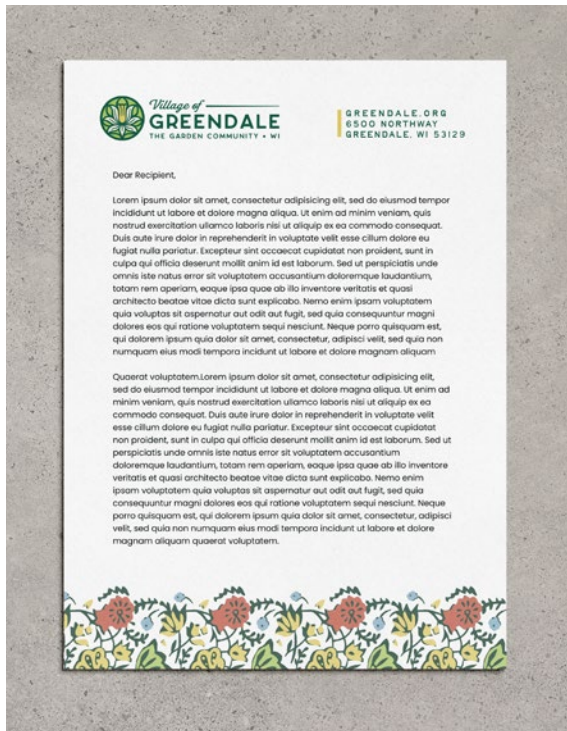 Village of
GREENDALE
THE GARDEN COMMUNITY • WI
GREENDALE.ORG
6500 NORTHWAY
GREENDALE, WI 53129
Dear Recipient,
Lorem ipsum dolor sit amet, consectetur adipisicing elit, sed do eiusmod tempor
incididunt ut labore et dolore magna aliqua. Ut enim ad minim veniam, quis
nostrud exercitation ullamco laboris nisi ut aliquip ex ea commodo consequat.
Duis aute irure dolor in reprehenderit in voluptate velit esse cillum dolore eu
fugiat nulla pariatur. Excepteur sint occaecat cupidatat non proident, sunt in
culpa qui officia deserunt mollit anim id est laborum. Sed ut perspiciatis unde
omnis iste natus error sit voluptatem accusantium doloremque laudantium,
totam rem aperiam, eaque ipsa quae ab illo inventore veritatis et quasi
architecto beatae vitae dicta sunt explicabo. Nemo enim ipsam voluptatem
quia voluptas sit aspernatur aut odit aut fugit, sed quia consequuntur magni
dolores eos qui ratione voluptatem sequi nesciunt. Neque porro quisquam est,
qui dolorem ipsum quia dolor sit amet, consectetur, adipisci velit, sed quia non
numquam eius modi tempora incidunt ut labore et dolore magnam aliquam
Quaerat voluptatem.Lorem ipsum dolor sit amet, consectetur adipisicing elit,
sed do eiusmod tempor incididunt ut labore et dolore magna aliqua. Ut enim ad
minim veniam, quis nostrud exercitation ullamco laboris nisi ut aliquip ex ea
commodo consequat. Duis aute irure dolor in reprehenderit in voluptate velit
esse cillum dolore eu fugiat nulla pariatur. Excepteur sint occaecat cupidatat
non proident, sunt in culpa qui officia deserunt mollit anim id est laborum. Sed ut
perspiciatis unde omnis iste natus error sit voluptatem accusantium
doloremque laudantium, totam rem aperiam, eaque ipsa quae ab illo inventore
veritatis et quasi architecto beatae vitae dicta sunt explicabo. Nemo enim
ipsam voluptatem quia voluptas sit aspernatur aut odit aut fugit, sed quia
consequuntur magni dolores eos qui ratione voluptatem sequi nesciunt. Neque
porro quisquam est, qui dolorem ipsum quia dolor sit amet, consectetur, adipisci
velit, sed quia non numquam eius modi tempora incidunt ut labore et dolore
magnam aliquam quaerat voluptatem.